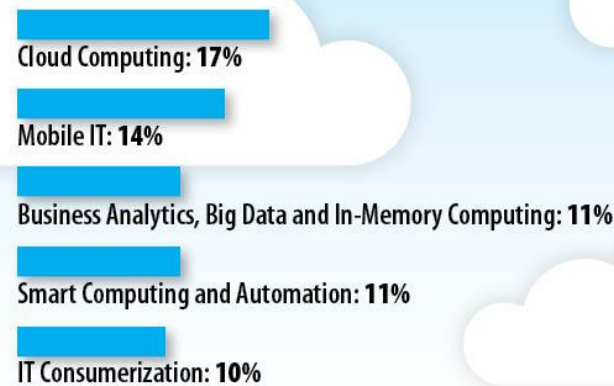 Cloud Computing: 17%
Mobile IT: 14%
Business Analytics, Big Data and In-Memory Computing: 11%
Smart Computing and Automation: 11%
IT Consumerization: 10%